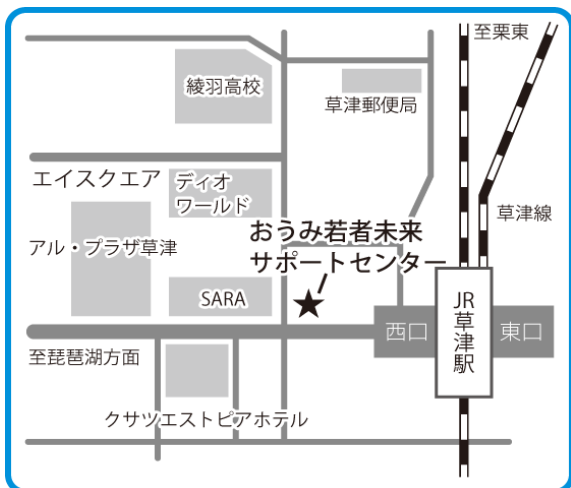 至栗東
綾羽高校
草津郵便局
エイスクエア
ディオ
ワールド
草津線
アル・プラザ草津
おうみ若者未来
サポートセンター
SARA
西口
JR草津駅
東口
至琵琶湖方面
クサツエストピアホテル